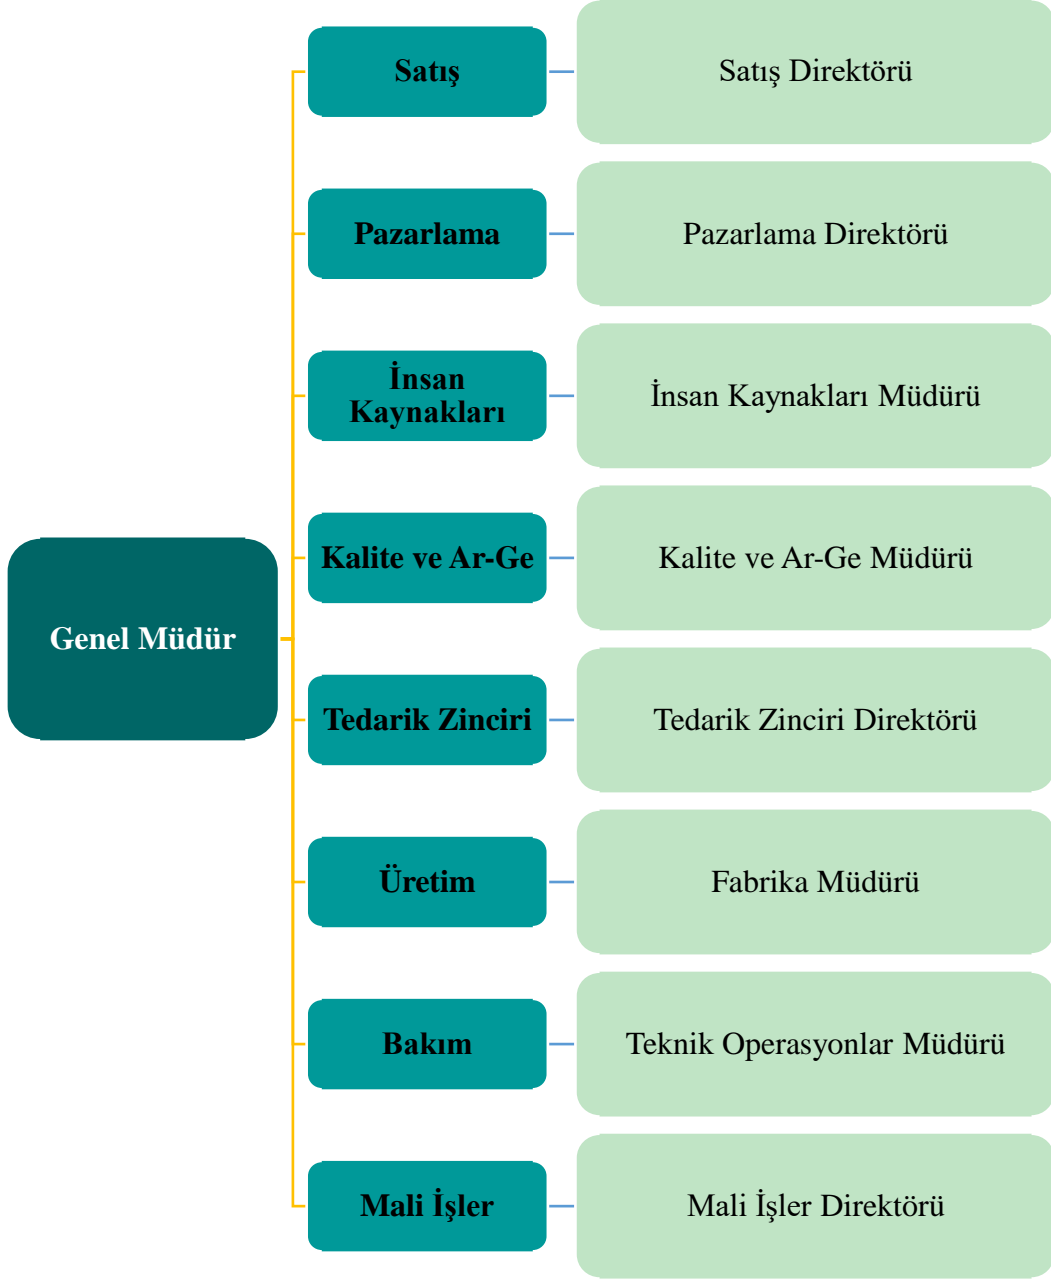 Satış
Satış Direktörü
Pazarlama
Pazarlama Direktörü
İnsan
Kaynakları
İnsan Kaynakları Müdürü
Kalite ve Ar-Ge
Kalite ve Ar-Ge Müdürü
Genel Müdür
Tedarik Zinciri
Tedarik Zinciri Direktörü
Üretim
Fabrika Müdürü
Bakım
Teknik Operasyonlar Müdürü
Mali İşler
Mali İşler Direktörü